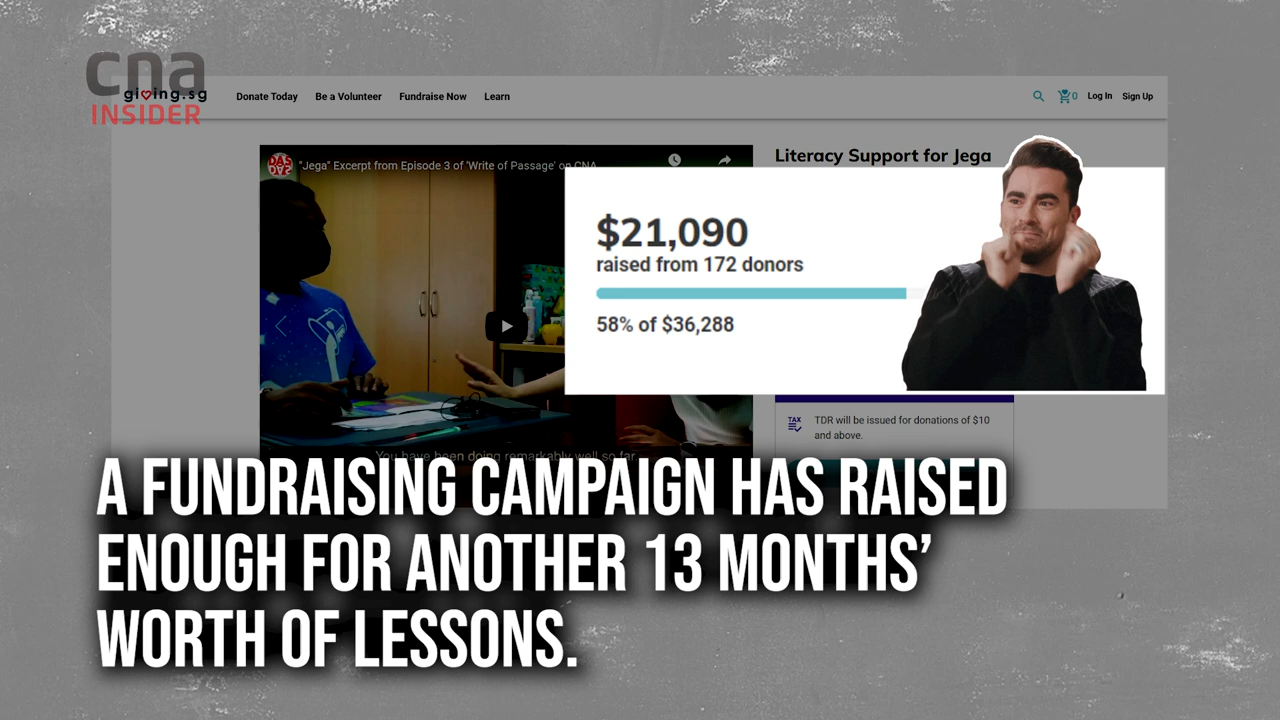 cna
giving.sg
INSIDER
Donate Today Be a Volunteer Fundraise Now Learn
0 Log In Sign Up
DAS
"Jega" Excerpt from Episode 3 of 'Write of Passage' on CNA
Literacy Support for Jega
$21,090
raised from 172 donors
58% of $36,288
TAX
TDR will be issued for donations of $10
and above.
You have been doing remarkably well so far.
A FUNDRAISING CAMPAIGN HAS RAISED
ENOUGH FOR ANOTHER 13 MONTHS’
WORTH OF LESSONS.